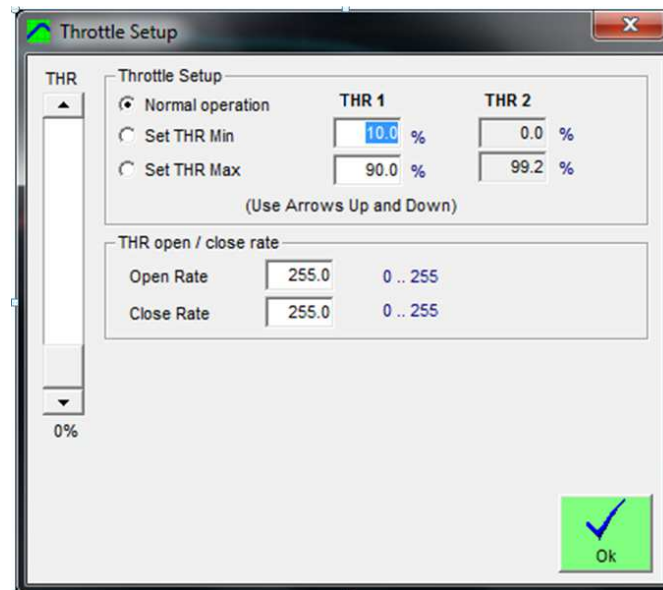 Throttle Setup
THR
Throttle Setup
Normal operation THR 1 THR 2
Set THR Min 10.0 % 0.0 %
Set THR Max 90.0 % 99.2 %
(Use Arrows Up and Down)
THR open / close rate
Open Rate 255.0 0 .. 255
Close Rate 255.0 0 .. 255
0%
Ok